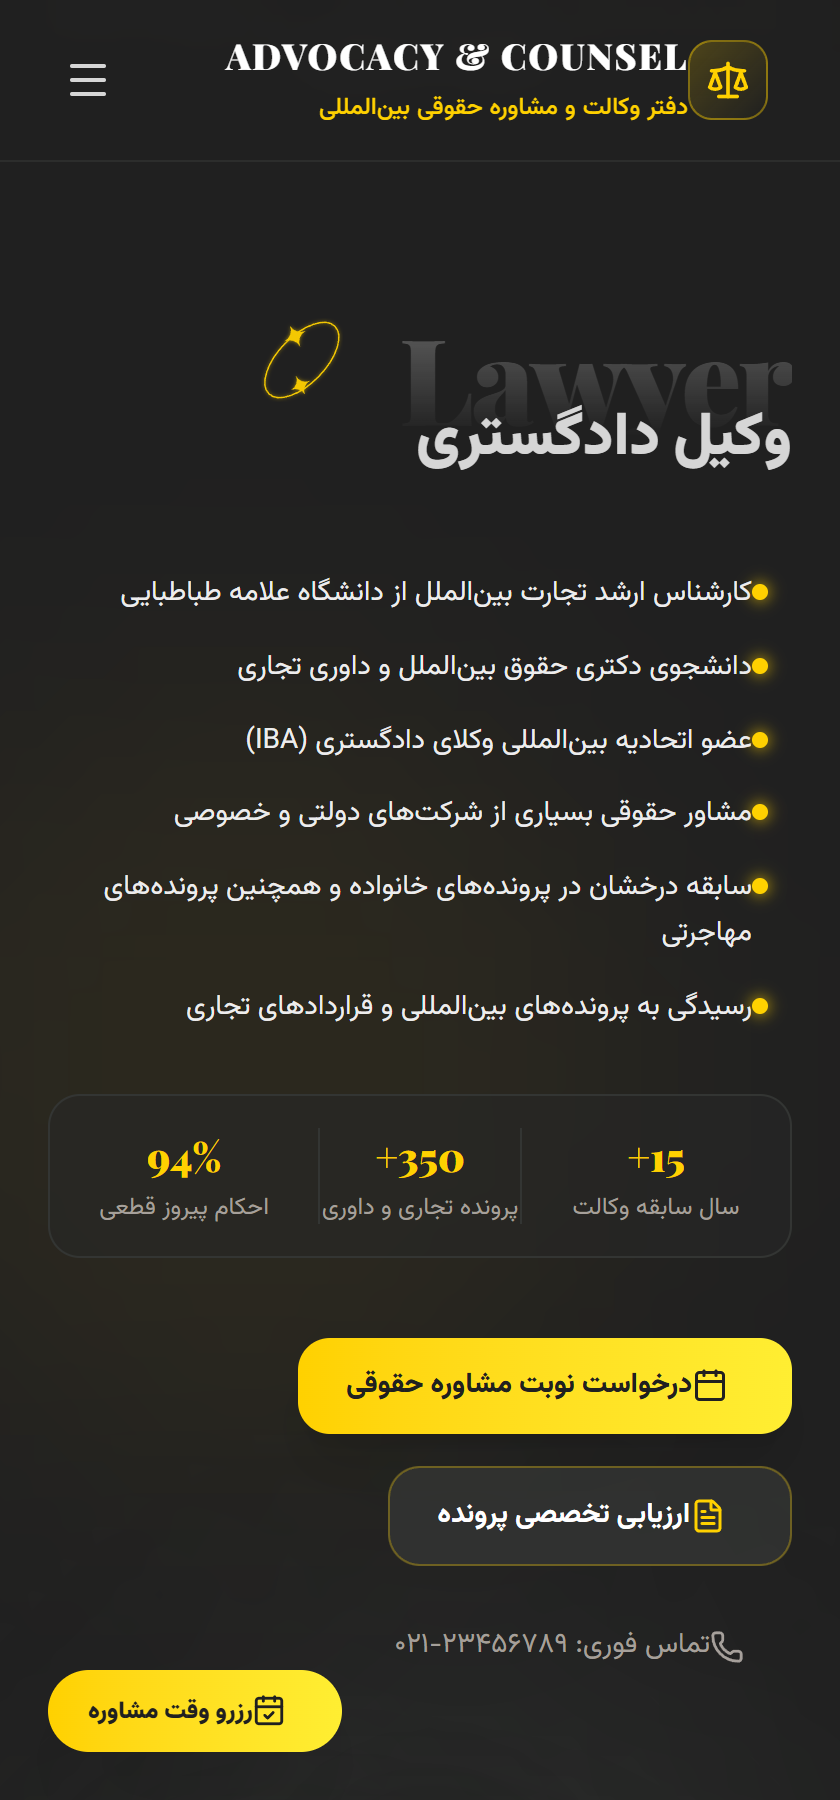 ADVOCACY & COUNSEL
دفتر وکالت و مشاوره حقوقی بین‌المللی
Lawyer
وکیل دادگستری
کارشناس ارشد تجارت بین‌الملل از دانشگاه علامه طباطبایی
دانشجوی دکتری حقوق بین‌الملل و داوری تجاری
عضو اتحادیه بین‌المللی وکلای دادگستری (IBA)
مشاور حقوقی بسیاری از شرکت‌های دولتی و خصوصی
سابقه درخشان در پرونده‌های خانواده و همچنین پرونده‌های
مهاجرتی
رسیدگی به پرونده‌های بین‌المللی و قراردادهای تجاری
+15
سال سابقه وکالت
+350
پرونده تجاری و داوری
94%
احکام پیروز قطعی
درخواست نوبت مشاوره حقوقی
ارزیابی تخصصی پرونده
تماس فوری: ۰۲۱-۲۳۴۵۶۷۸۹
رزرو وقت مشاوره